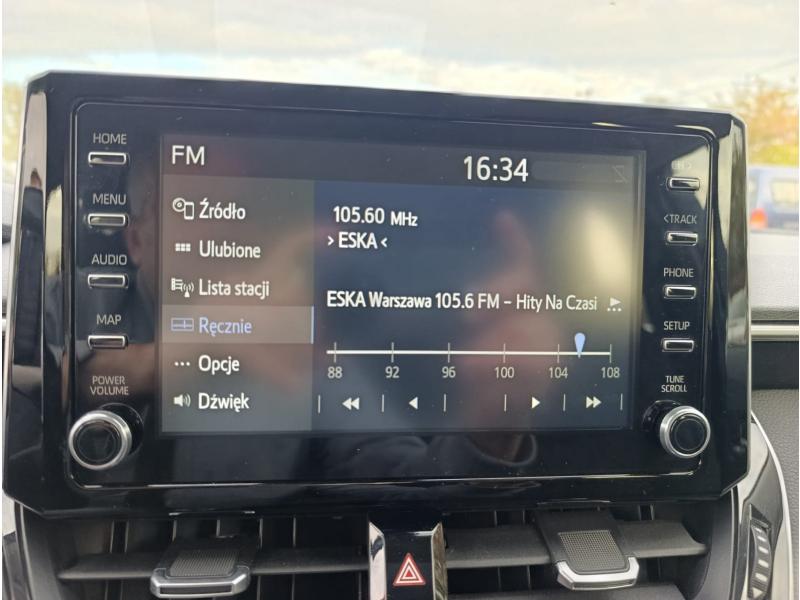 HOME
MENU
AUDIO
MAP
POWER
VOLUME
FM
16:34
Źródło
Ulubione
Lista stacji
Ręcznie
Opcje
Dźwięk
105.60 MHz
> ESKA <
ESKA Warszawa 105.6 FM – Hity Na Czasi
88 92 96 100 104 108
<TRACK
PHONE
SETUP
TUNE
SCROLL